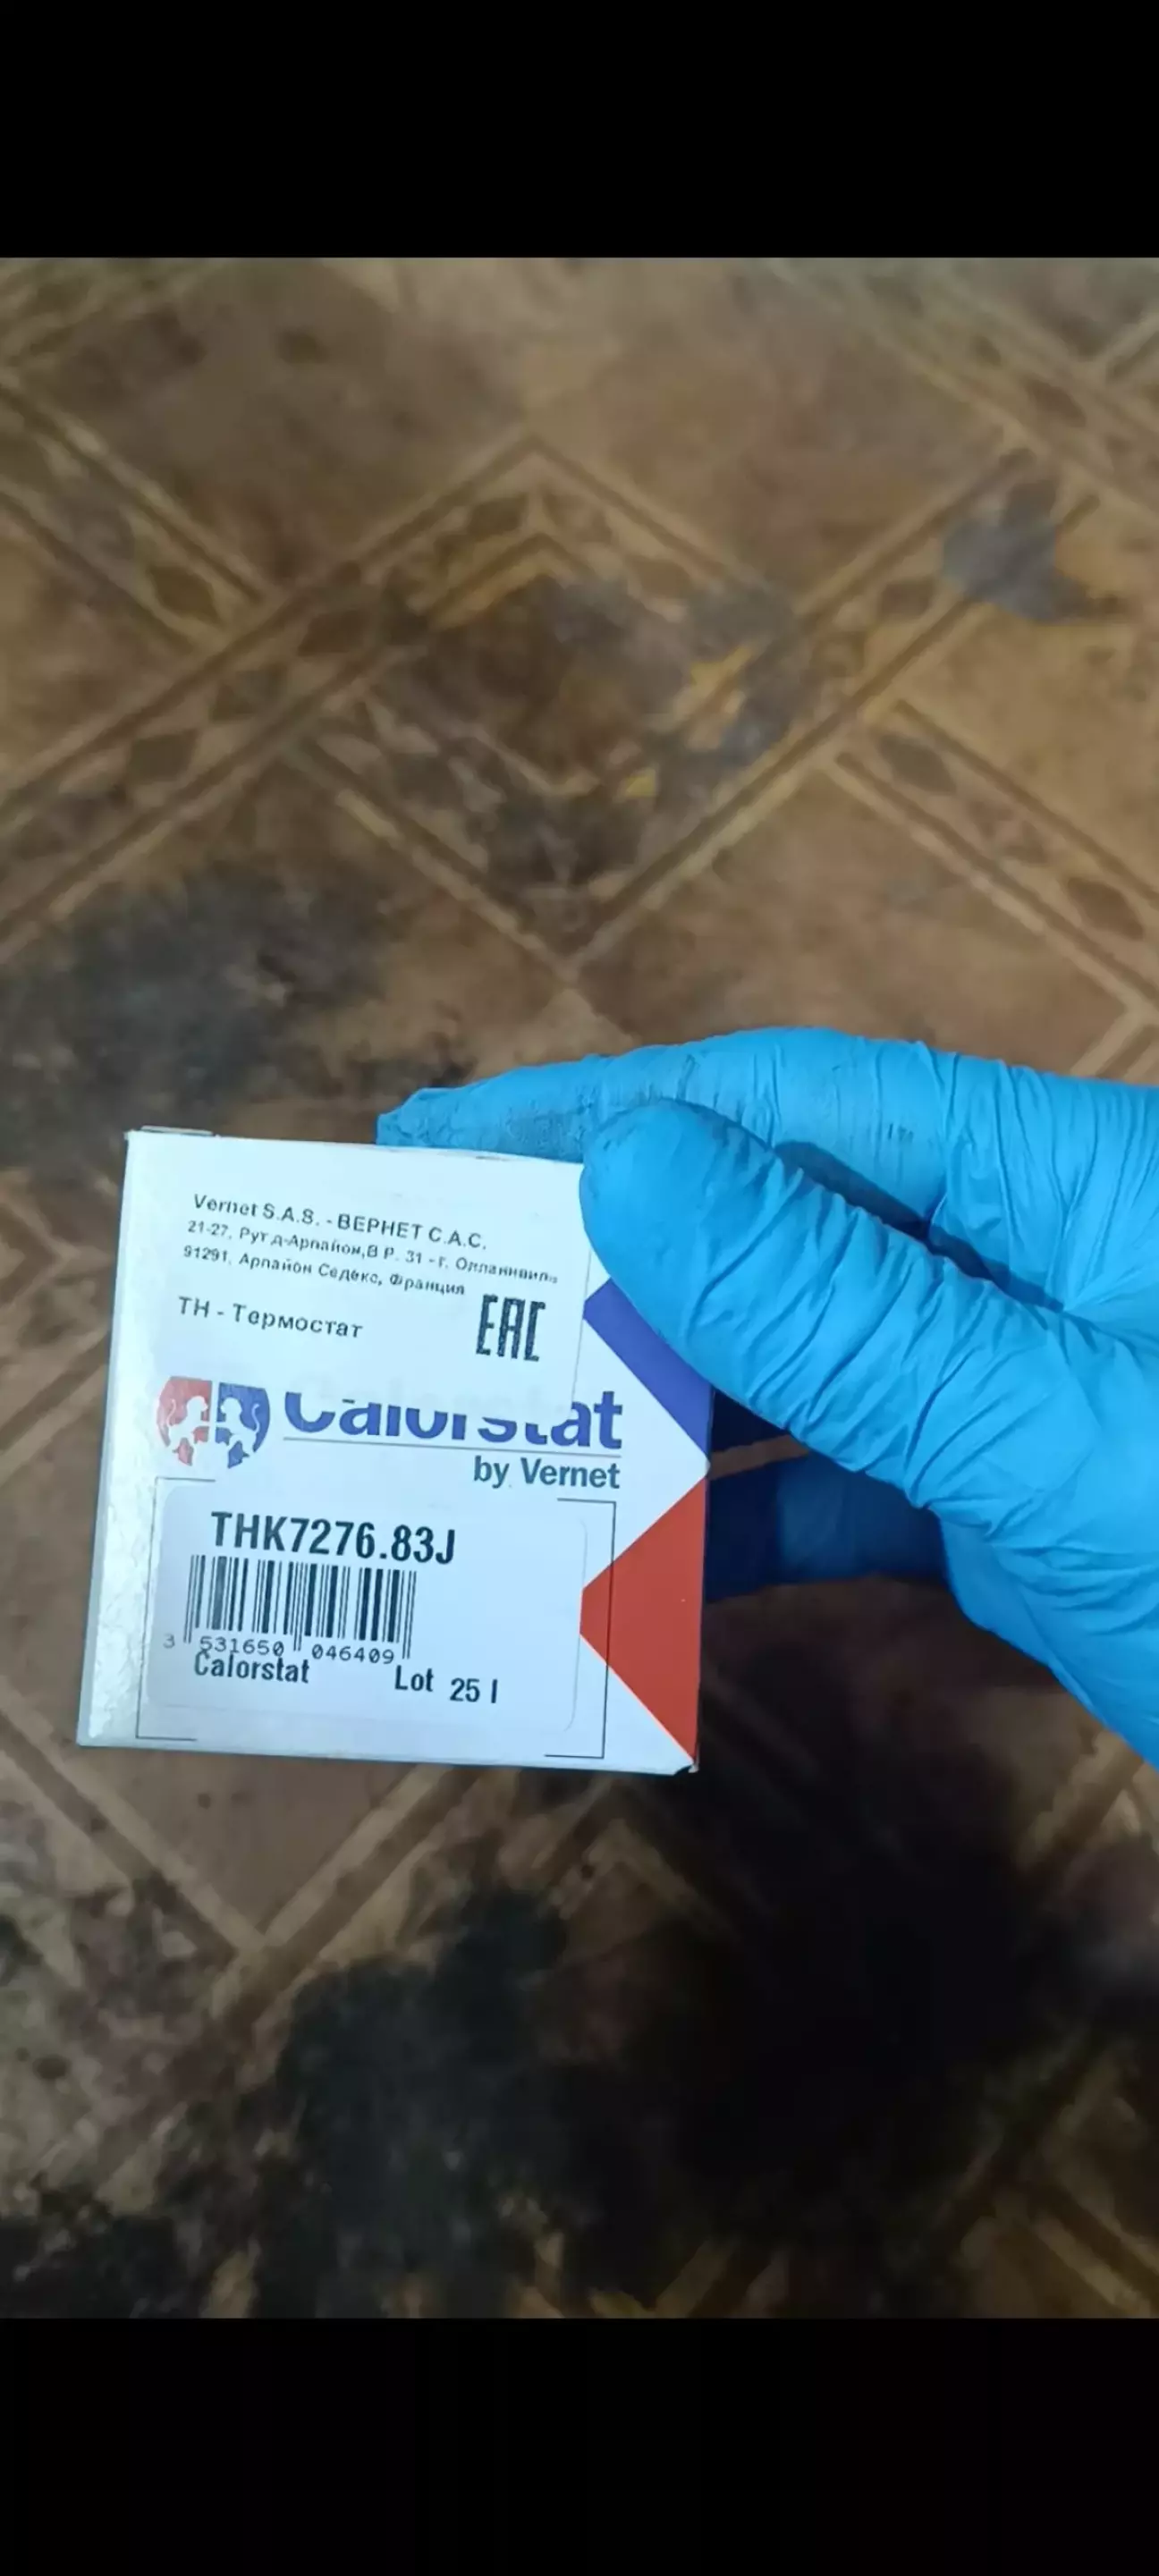 Vernet S.A.S. - ВЕРНЕТ С.А.С.
21-27, Рут д-Арпайон,В Р. 31 - г. Олланнвиль
91291, Арпайон Седекс, Франция
ТН - Термостат
EAC
Calorstat
by Vernet
THK7276.83J
3 531650 046409
Calorstat Lot 25 I